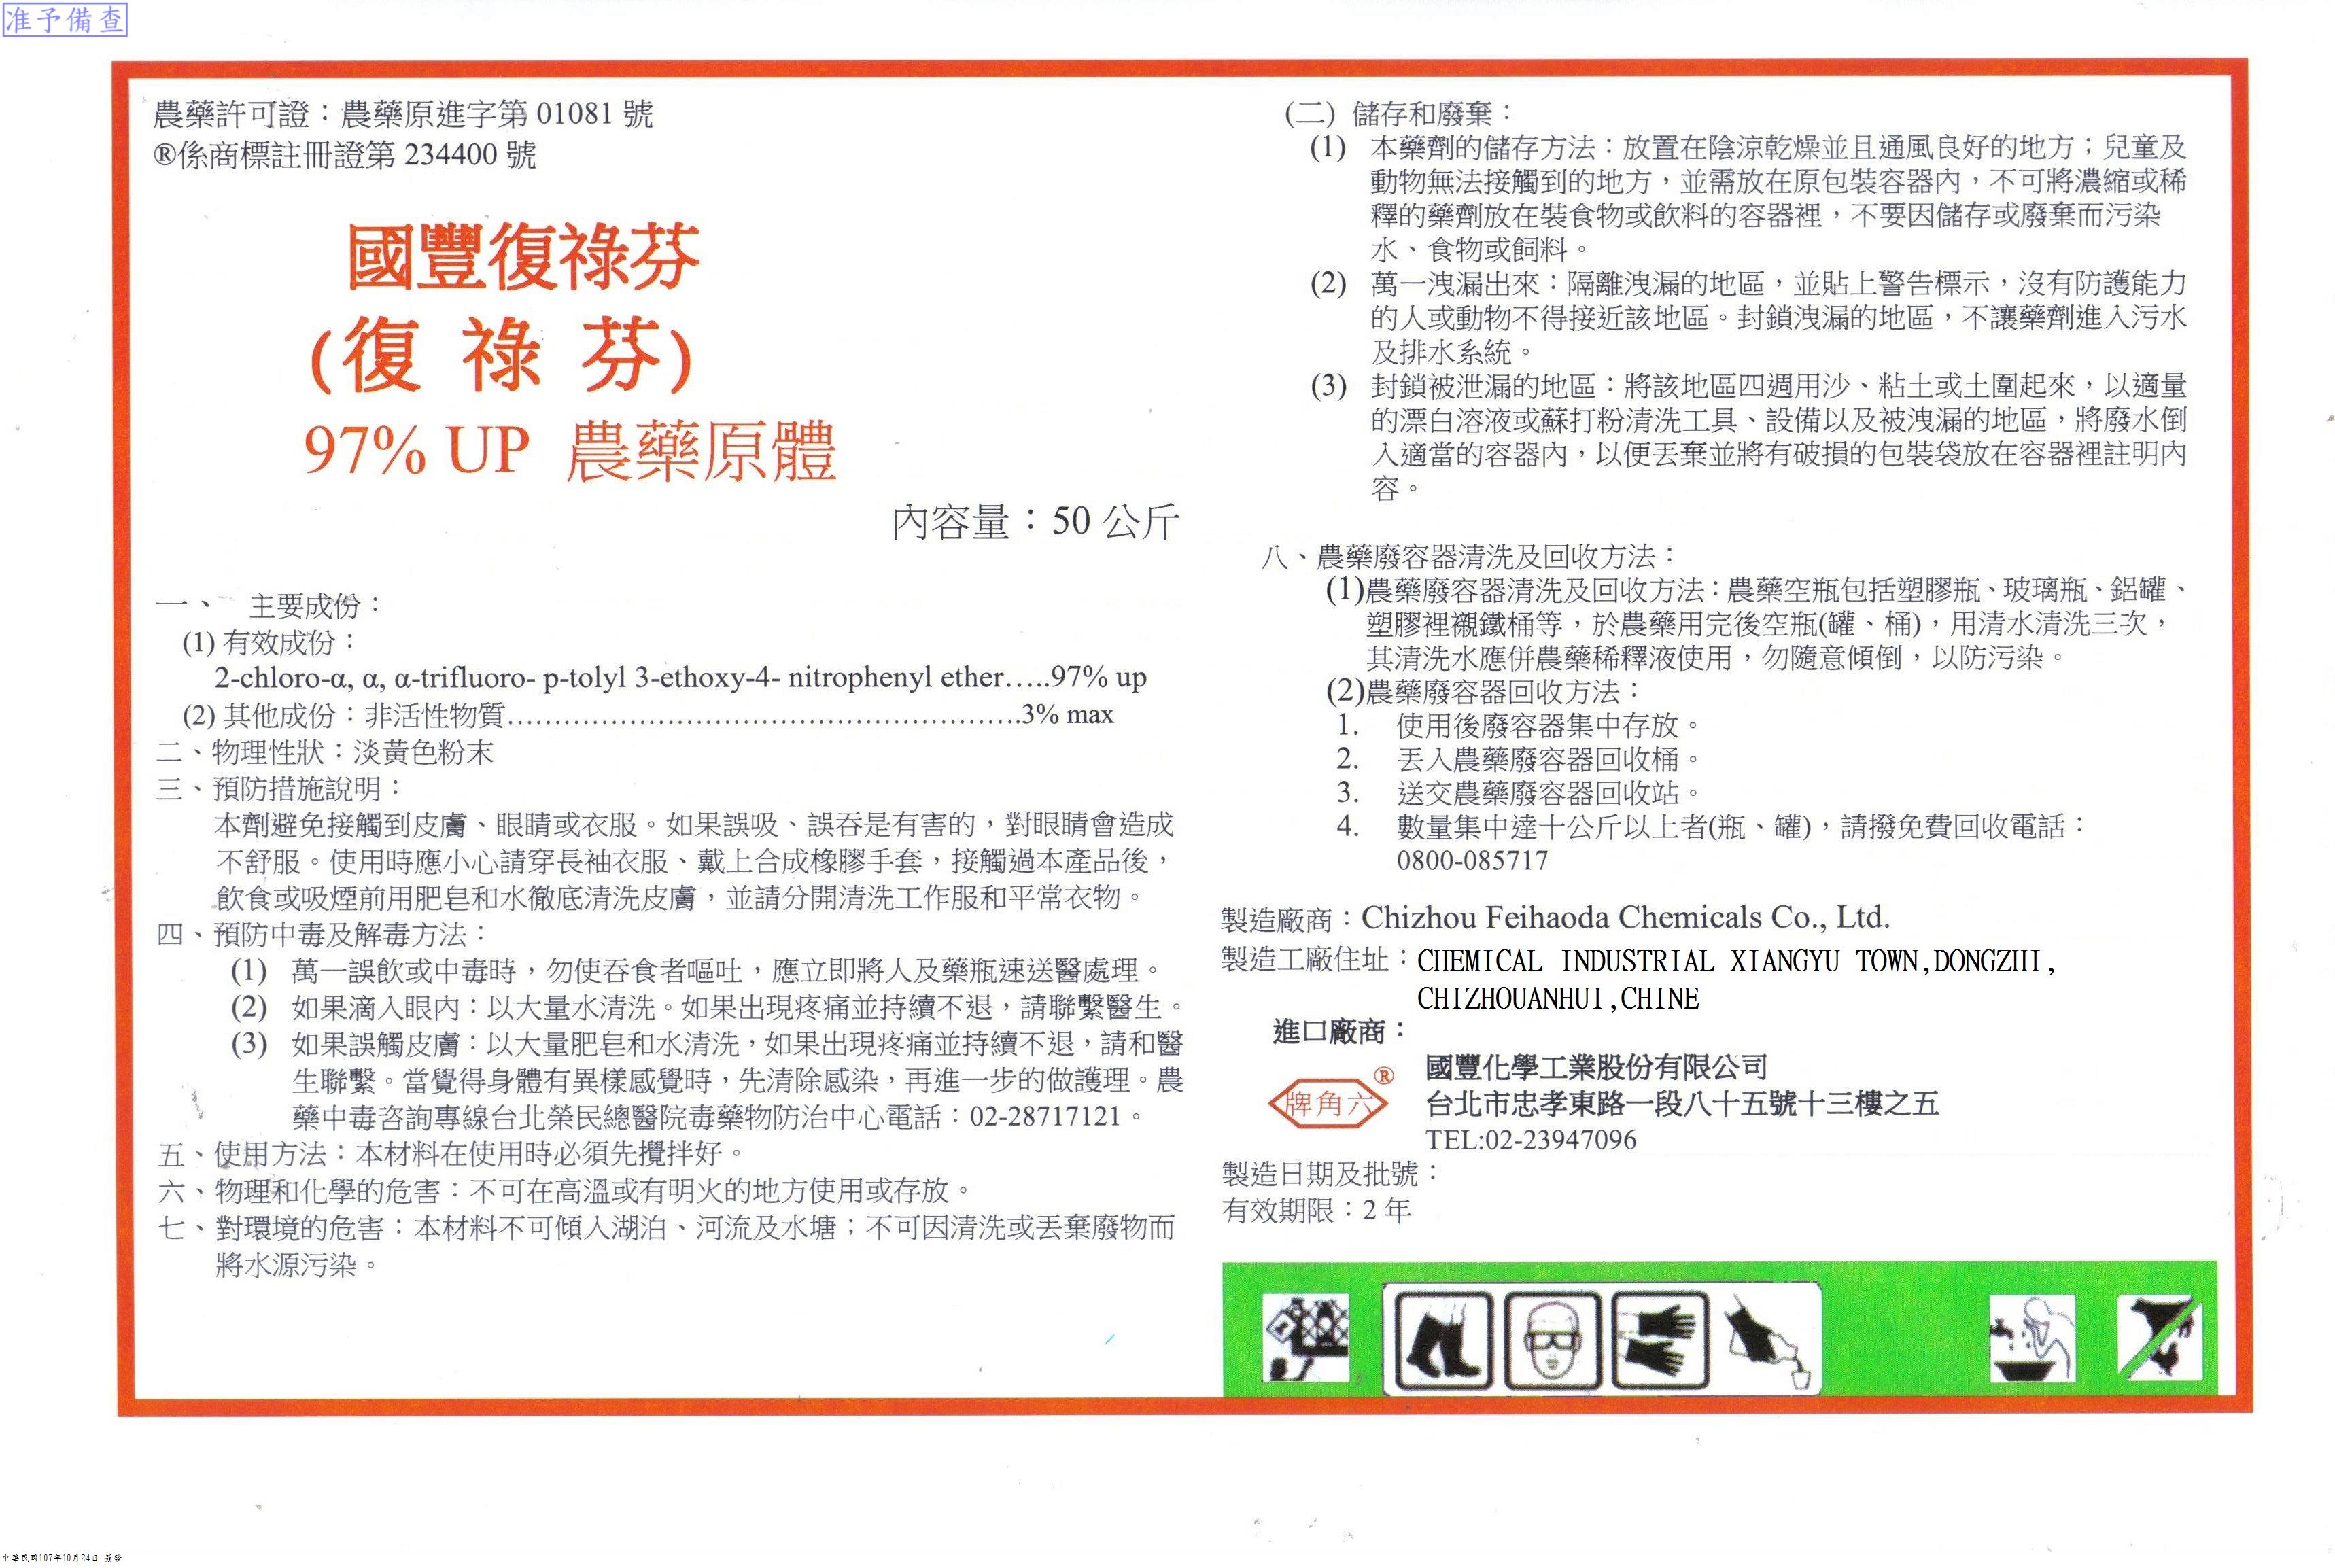 准予備查
農藥許可證：農藥原進字第 01081 號
®係商標註冊證第 234400 號
國豐復祿芬
(復 祿 芬)
97% UP 農藥原體
內容量：50 公斤
一、 主要成份：
(1) 有效成份：
2-chloro-α, α, α-trifluoro- p-tolyl 3-ethoxy-4- nitrophenyl ether.....97% up
(2) 其他成份：非活性物質.......................................................3% max
二、物理性狀：淡黃色粉末
三、預防措施說明：
本劑避免接觸到皮膚、眼睛或衣服。如果誤吸、誤吞是有害的，對眼睛會造成
不舒服。使用時應小心請穿長袖衣服、戴上合成橡膠手套，接觸過本產品後，
飲食或吸煙前用肥皂和水徹底清洗皮膚，並請分開清洗工作服和平常衣物。
四、預防中毒及解毒方法：
(1) 萬一誤飲或中毒時，勿使吞食者嘔吐，應立即將人及藥瓶速送醫處理。
(2) 如果滴入眼內：以大量水清洗。如果出現疼痛並持續不退，請聯繫醫生。
(3) 如果誤觸皮膚：以大量肥皂和水清洗，如果出現疼痛並持續不退，請和醫
生聯繫。當覺得身體有異樣感覺時，先清除感染，再進一步的做護理。農
藥中毒咨詢專線台北榮民總醫院毒藥物防治中心電話：02-28717121。
五、使用方法：本材料在使用時必須先攪拌好。
六、物理和化學的危害：不可在高溫或有明火的地方使用或存放。
七、對環境的危害：本材料不可傾入湖泊、河流及水塘；不可因清洗或丟棄廢物而
將水源污染。
(二) 儲存和廢棄：
(1) 本藥劑的儲存方法：放置在陰涼乾燥並且通風良好的地方；兒童及
動物無法接觸到的地方，並需放在原包裝容器內，不可將濃縮或稀
釋的藥劑放在裝食物或飲料的容器裡，不要因儲存或廢棄而污染
水、食物或飼料。
(2) 萬一洩漏出來：隔離洩漏的地區，並貼上警告標示，沒有防護能力
的人或動物不得接近該地區。封鎖洩漏的地區，不讓藥劑進入污水
及排水系統。
(3) 封鎖被泄漏的地區：將該地區四週用沙、粘土或土圍起來，以適量
的漂白溶液或蘇打粉清洗工具、設備以及被洩漏的地區，將廢水倒
入適當的容器內，以便丟棄並將有破損的包裝袋放在容器裡註明內
容。
八、農藥廢容器清洗及回收方法：
(1)農藥廢容器清洗及回收方法：農藥空瓶包括塑膠瓶、玻璃瓶、鋁罐、
塑膠裡襯鐵桶等，於農藥用完後空瓶(罐、桶)，用清水清洗三次，
其清洗水應併農藥稀釋液使用，勿隨意傾倒，以防污染。
(2)農藥廢容器回收方法：
1. 使用後廢容器集中存放。
2. 丟入農藥廢容器回收桶。
3. 送交農藥廢容器回收站。
4. 數量集中達十公斤以上者(瓶、罐)，請撥免費回收電話：
0800-085717
製造廠商：Chizhou Feihaoda Chemicals Co., Ltd.
製造工廠住址：CHEMICAL INDUSTRIAL XIANGYU TOWN,DONGZHI,
CHIZHOUANHUI,CHINE
進口廠商：
國豐化學工業股份有限公司
牌角六®
台北市忠孝東路一段八十五號十三樓之五
TEL:02-23947096
製造日期及批號：
有效期限：2 年
中華民國107年10月24日 簽發